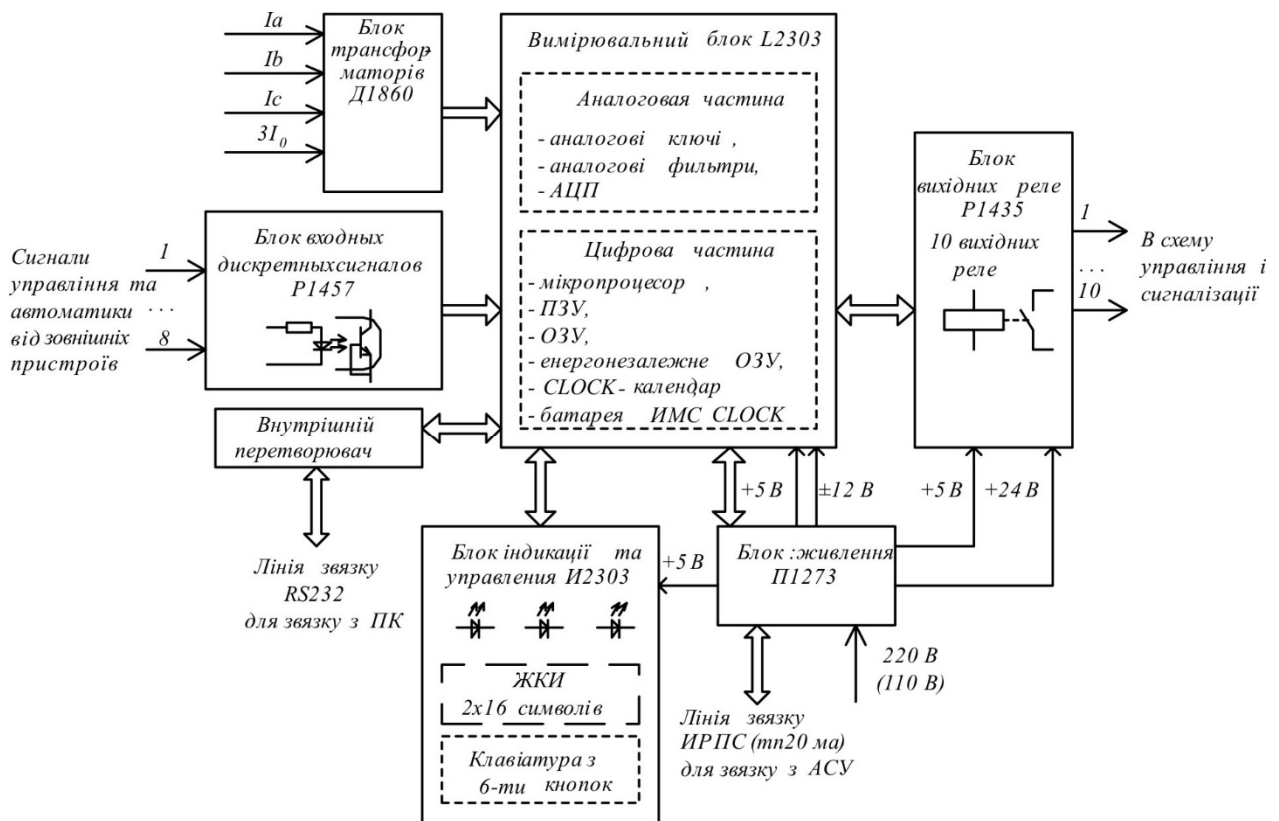 Ia
Ib
Ic
3I₀
Блок
трансфор-
маторів
Д1860
Вимірювальний блок L2303
Аналоговая частина
- аналогові ключі ,
- аналогові фильтри,
- АЦП
Цифрова частина
- мікропроцесор ,
- ПЗУ,
- ОЗУ,
- енергонезалежне ОЗУ,
- CLOCK- календар
- батарея ИМС CLOCK
Блок
вихідних реле
Р1435
10 вихідних
реле
1
. . .
10
В схему
управління і
сигналізації
Сигнали
управління та
автоматики
від зовнішніх
пристроїв
1
. . .
8
Блок входных
дискретныхсигналов
Р1457
Внутрішній
перетворювач
Лінія звязку
RS232
для звязку з ПК
+5 В
±12 В
+5 В
+24 В
Блок індикації та
управления И2303
ЖКИ
2х16 символів
Клавіатура з
6-ти кнопок
+5 В
Блок :живлення
П1273
220 В
(110 В)
Лінія звязку
ИРПС (тп20 ма)
для звязку з АСУ